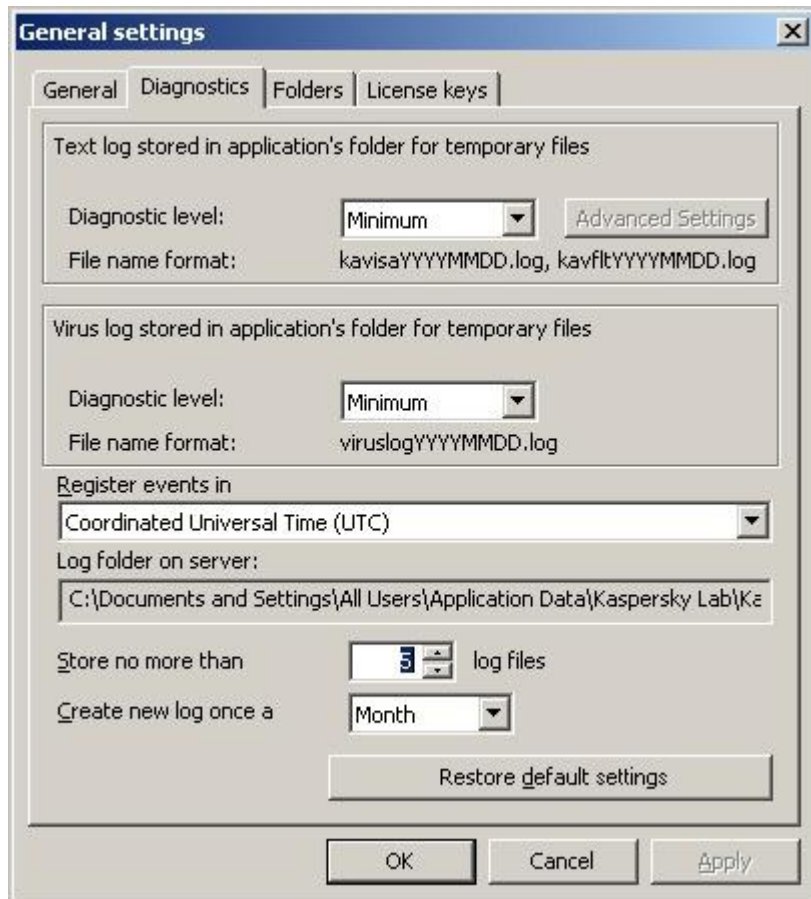 General settings
General Diagnostics Folders License keys
Text log stored in application's folder for temporary files
Diagnostic level: Minimum Advanced Settings
File name format: kavisaYYYYMMDD.log, kavfltYYYYMMDD.log
Virus log stored in application's folder for temporary files
Diagnostic level: Minimum
File name format: viruslogYYYYMMDD.log
Register events in
Coordinated Universal Time (UTC)
Log folder on server:
C:\Documents and Settings\All Users\Application Data\Kaspersky Lab\Ka
Store no more than 5 log files
Create new log once a Month
Restore default settings
OK Cancel Apply